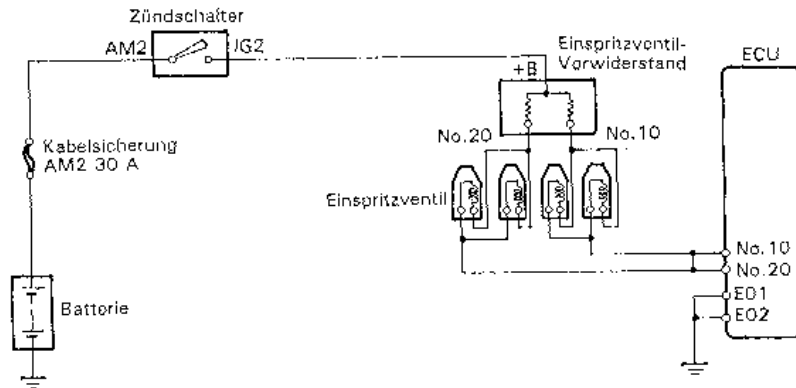 Zündschalter
AM2
IG2
Einspritzventil-
Vorwiderstand
+B
ECU
No.20
No.10
Kabelsicherung
AM2 30 A
Einspritzventil
No.10
No.20
E01
E02
Batterie